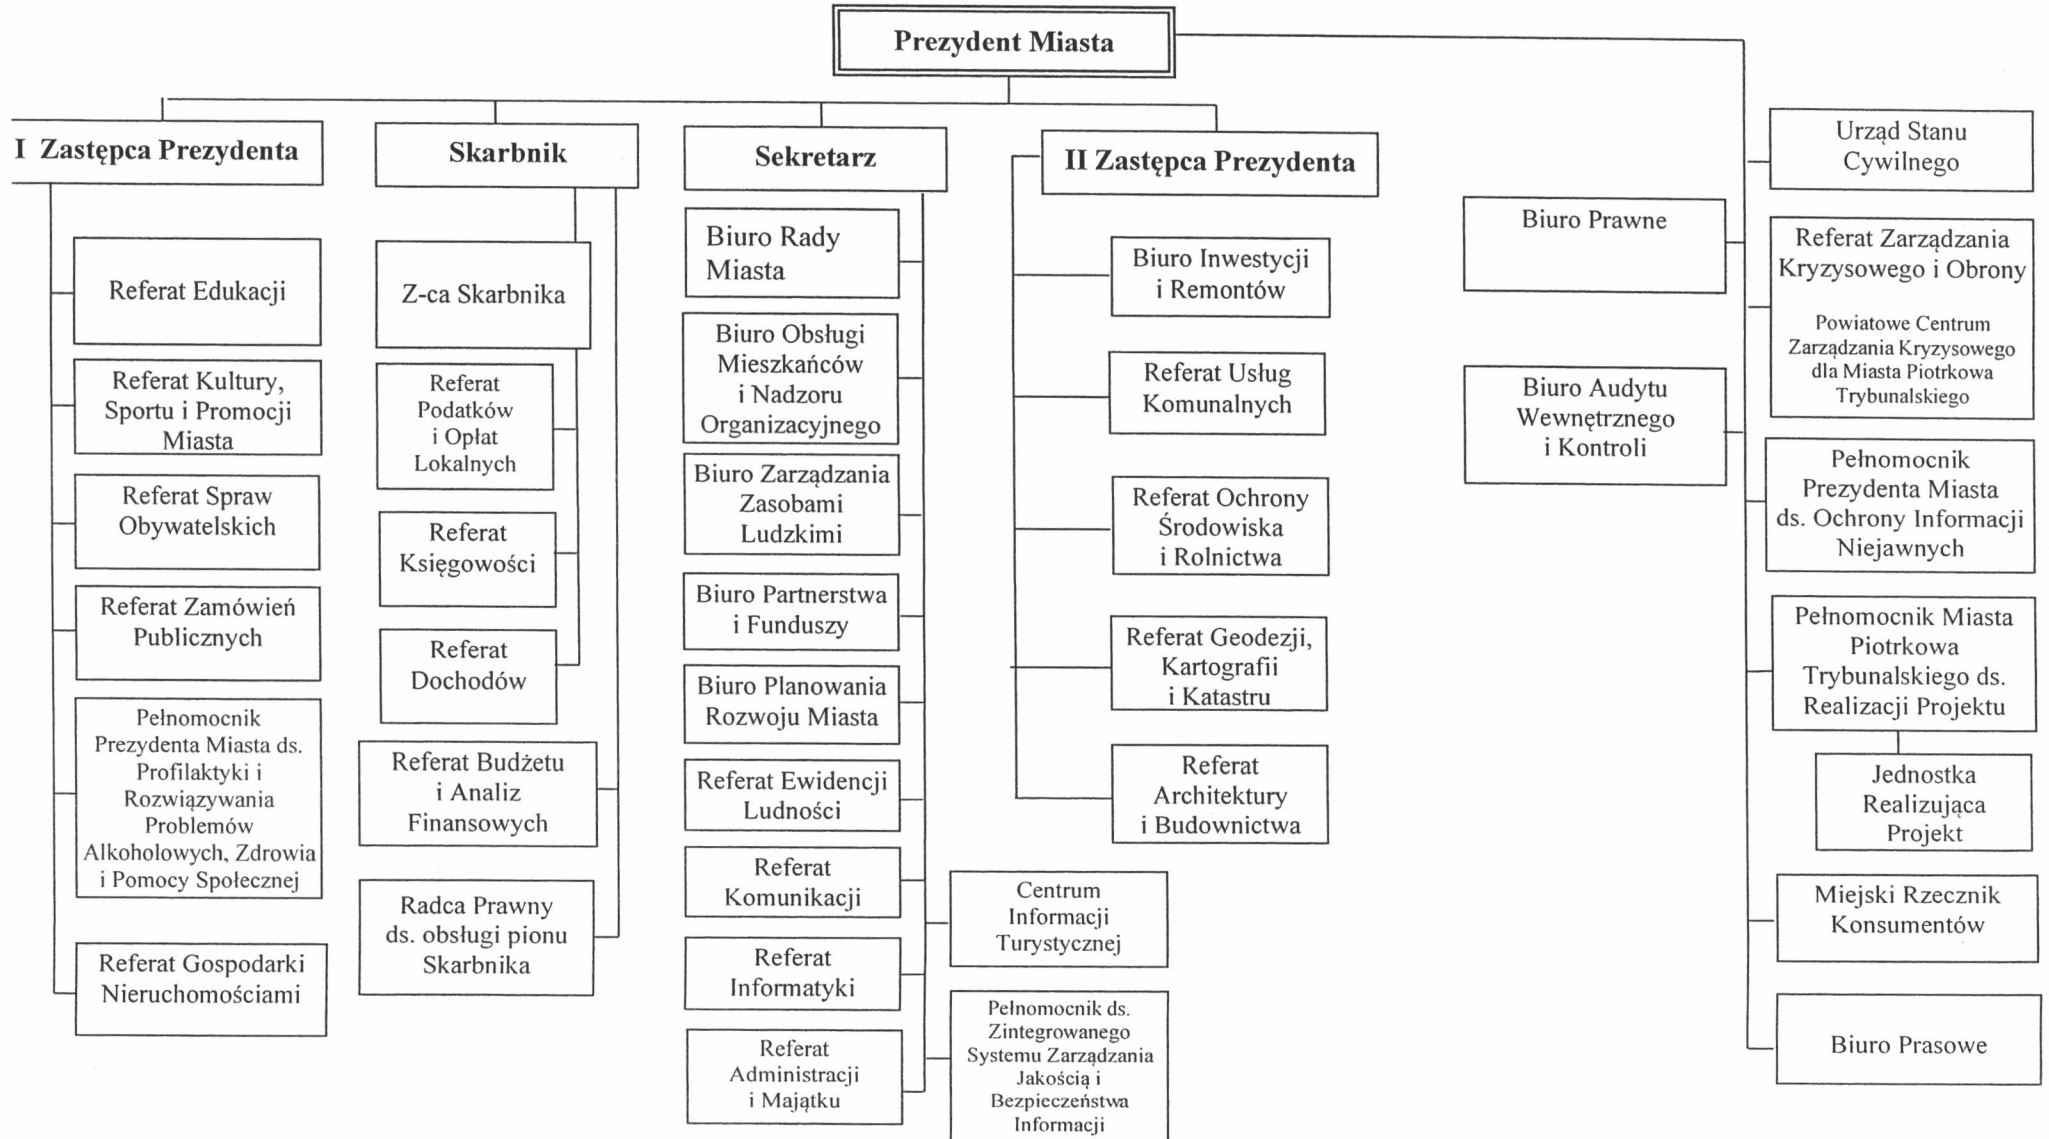 Prezydent Miasta
I Zastępca Prezydenta
Referat Edukacji
Referat Kultury,
Sportu i Promocji
Miasta
Referat Spraw
Obywatelskich
Referat Zamówień
Publicznych
Pełnomocnik
Prezydenta Miasta ds.
Profilaktyki i
Rozwiązywania
Problemów
Alkoholowych, Zdrowia
i Pomocy Społecznej
Referat Gospodarki
Nieruchomościami
Skarbnik
Z-ca Skarbnika
Referat
Podatków
i Opłat
Lokalnych
Referat
Księgowości
Referat
Dochodów
Referat Budżetu
i Analiz
Finansowych
Radca Prawny
ds. obsługi pionu
Skarbnika
Sekretarz
Biuro Rady
Miasta
Biuro Obsługi
Mieszkańców
i Nadzoru
Organizacyjnego
Biuro Zarządzania
Zasobami
Ludzkimi
Biuro Partnerstwa
i Funduszy
Biuro Planowania
Rozwoju Miasta
Referat Ewidencji
Ludności
Referat
Komunikacji
Referat
Informatyki
Referat
Administracji
i Majątku
Centrum
Informacji
Turystycznej
Pełnomocnik ds.
Zintegrowanego
Systemu Zarządzania
Jakością i
Bezpieczeństwa
Informacji
II Zastępca Prezydenta
Biuro Inwestycji
i Remontów
Referat Usług
Komunalnych
Referat Ochrony
Środowiska
i Rolnictwa
Referat Geodezji,
Kartografii
i Katastru
Referat
Architektury
i Budownictwa
Biuro Prawne
Biuro Audytu
Wewnętrznego
i Kontroli
Urząd Stanu
Cywilnego
Referat Zarządzania
Kryzysowego i Obrony
Powiatowe Centrum
Zarządzania Kryzysowego
dla Miasta Piotrkowa
Trybunalskiego
Pełnomocnik
Prezydenta Miasta
ds. Ochrony Informacji
Niejawnych
Pełnomocnik Miasta
Piotrkowa
Trybunalskiego ds.
Realizacji Projektu
Jednostka
Realizująca
Projekt
Miejski Rzecznik
Konsumentów
Biuro Prasowe